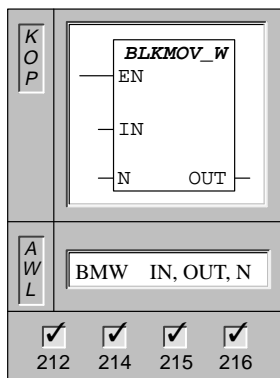 K
O
P
BLKMOV_W
EN
IN
N OUT
A
W
L
BMW IN, OUT, N
212 214 215 216